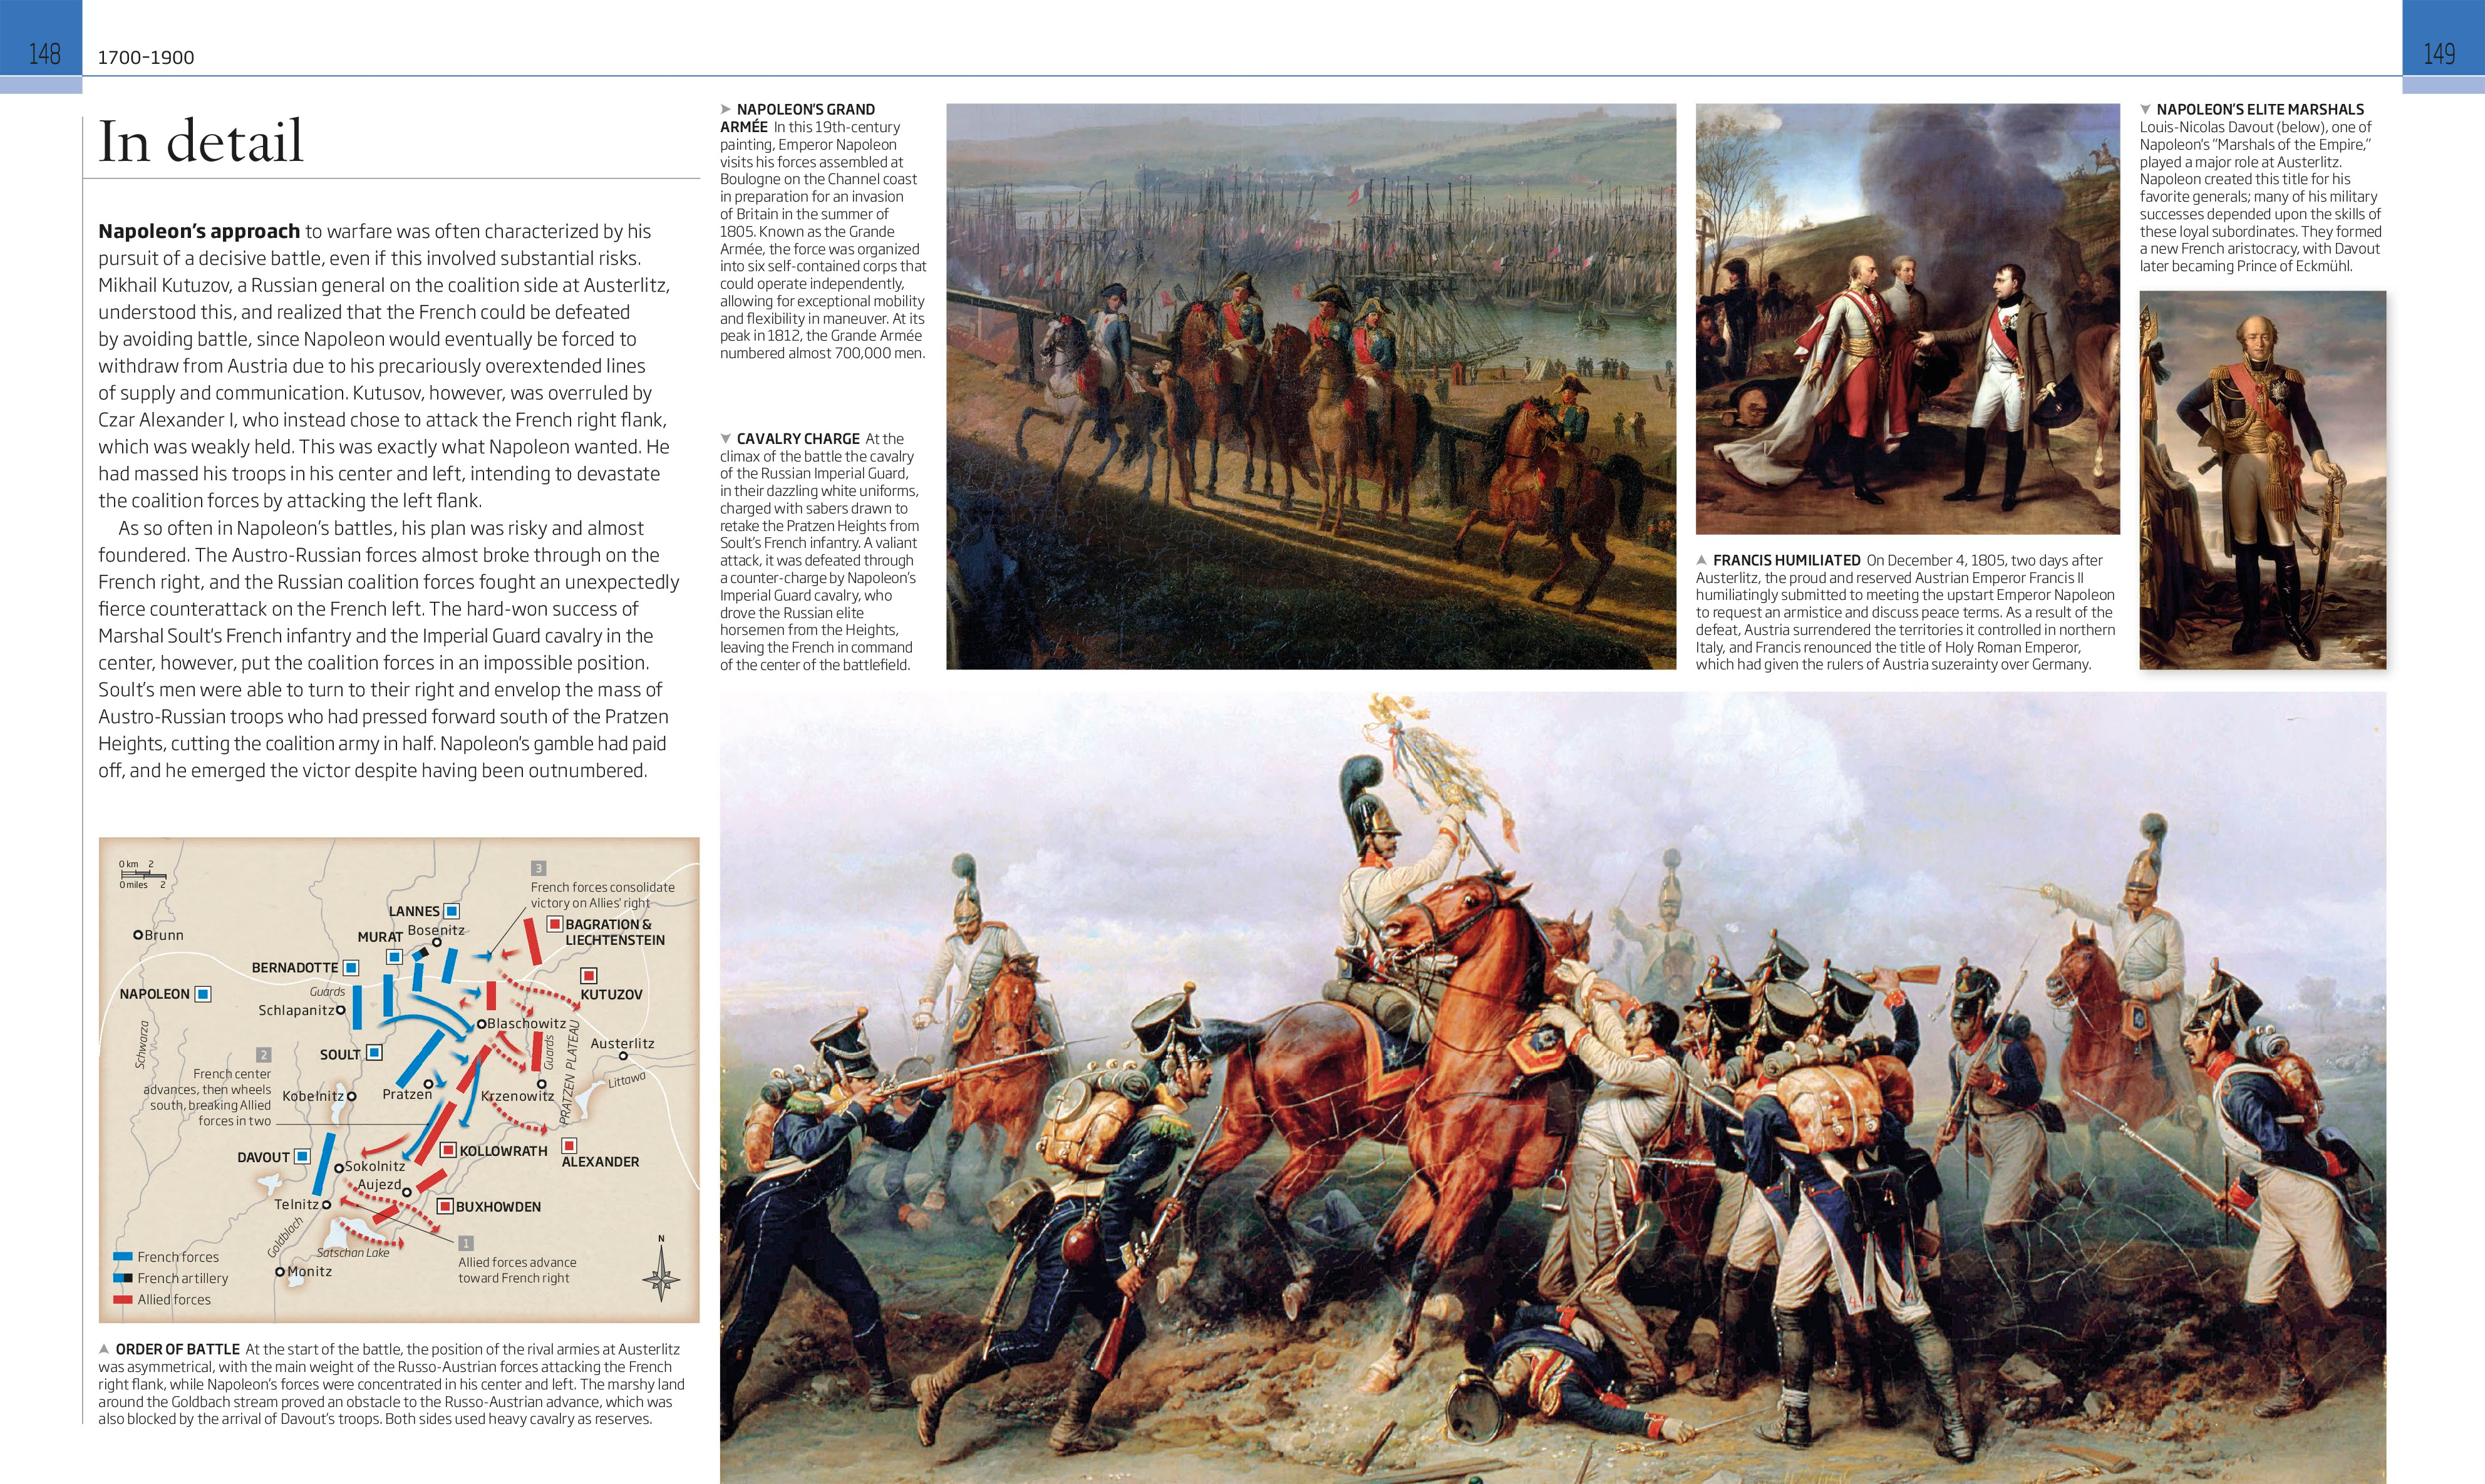 148
1700–1900
149
In detail
Napoleon’s approach to warfare was often characterized by his
pursuit of a decisive battle, even if this involved substantial risks.
Mikhail Kutuzov, a Russian general on the coalition side at Austerlitz,
understood this, and realized that the French could be defeated
by avoiding battle, since Napoleon would eventually be forced to
withdraw from Austria due to his precariously overextended lines
of supply and communication. Kutusov, however, was overruled by
Czar Alexander I, who instead chose to attack the French right flank,
which was weakly held. This was exactly what Napoleon wanted. He
had massed his troops in his center and left, intending to devastate
the coalition forces by attacking the left flank.
As so often in Napoleon’s battles, his plan was risky and almost
foundered. The Austro-Russian forces almost broke through on the
French right, and the Russian coalition forces fought an unexpectedly
fierce counterattack on the French left. The hard-won success of
Marshal Soult's French infantry and the Imperial Guard cavalry in the
center, however, put the coalition forces in an impossible position.
Soult’s men were able to turn to their right and envelop the mass of
Austro-Russian troops who had pressed forward south of the Pratzen
Heights, cutting the coalition army in half. Napoleon’s gamble had paid
off, and he emerged the victor despite having been outnumbered.
0 km 2
0 miles 2
3
French forces consolidate
victory on Allies’ right
LANNES
BAGRATION &
LIECHTENSTEIN
Bosenitz
MURAT
Brunn
BERNADOTTE
KUTUZOV
NAPOLEON
Guards
Schlapanitz
Blaschowitz
Schwarza
Guards
PRATZEN PLATEAU
Austerlitz
SOULT
2
French center
advances, then wheels
south, breaking Allied
forces in two
Kobelnitz
Pratzen
Krzenowitz
Littawa
DAVOUT
KOLLOWRATH
ALEXANDER
Sokolnitz
Aujezd
Telnitz
BUXHOWDEN
Goldblach
Satschan Lake
Monitz
1
Allied forces advance
toward French right
N
French forces
French artillery
Allied forces
ORDER OF BATTLE At the start of the battle, the position of the rival armies at Austerlitz
was asymmetrical, with the main weight of the Russo-Austrian forces attacking the French
right flank, while Napoleon’s forces were concentrated in his center and left. The marshy land
around the Goldbach stream proved an obstacle to the Russo-Austrian advance, which was
also blocked by the arrival of Davout’s troops. Both sides used heavy cavalry as reserves.
NAPOLEON’S GRAND
ARMÉE In this 19th-century
painting, Emperor Napoleon
visits his forces assembled at
Boulogne on the Channel coast
in preparation for an invasion
of Britain in the summer of
1805. Known as the Grande
Armée, the force was organized
into six self-contained corps that
could operate independently,
allowing for exceptional mobility
and flexibility in maneuver. At its
peak in 1812, the Grande Armée
numbered almost 700,000 men.
CAVALRY CHARGE At the
climax of the battle the cavalry
of the Russian Imperial Guard,
in their dazzling white uniforms,
charged with sabers drawn to
retake the Pratzen Heights from
Soult’s French infantry. A valiant
attack, it was defeated through
a counter-charge by Napoleon’s
Imperial Guard cavalry, who
drove the Russian elite
horsemen from the Heights,
leaving the French in command
of the center of the battlefield.
FRANCIS HUMILIATED On December 4, 1805, two days after
Austerlitz, the proud and reserved Austrian Emperor Francis II
humiliatingly submitted to meeting the upstart Emperor Napoleon
to request an armistice and discuss peace terms. As a result of the
defeat, Austria surrendered the territories it controlled in northern
Italy, and Francis renounced the title of Holy Roman Emperor,
which had given the rulers of Austria suzerainty over Germany.
NAPOLEON’S ELITE MARSHALS
Louis-Nicolas Davout (below), one of
Napoleon’s “Marshals of the Empire,”
played a major role at Austerlitz.
Napoleon created this title for his
favorite generals; many of his military
successes depended upon the skills of
these loyal subordinates. They formed
a new French aristocracy, with Davout
later becaming Prince of Eckmühl.